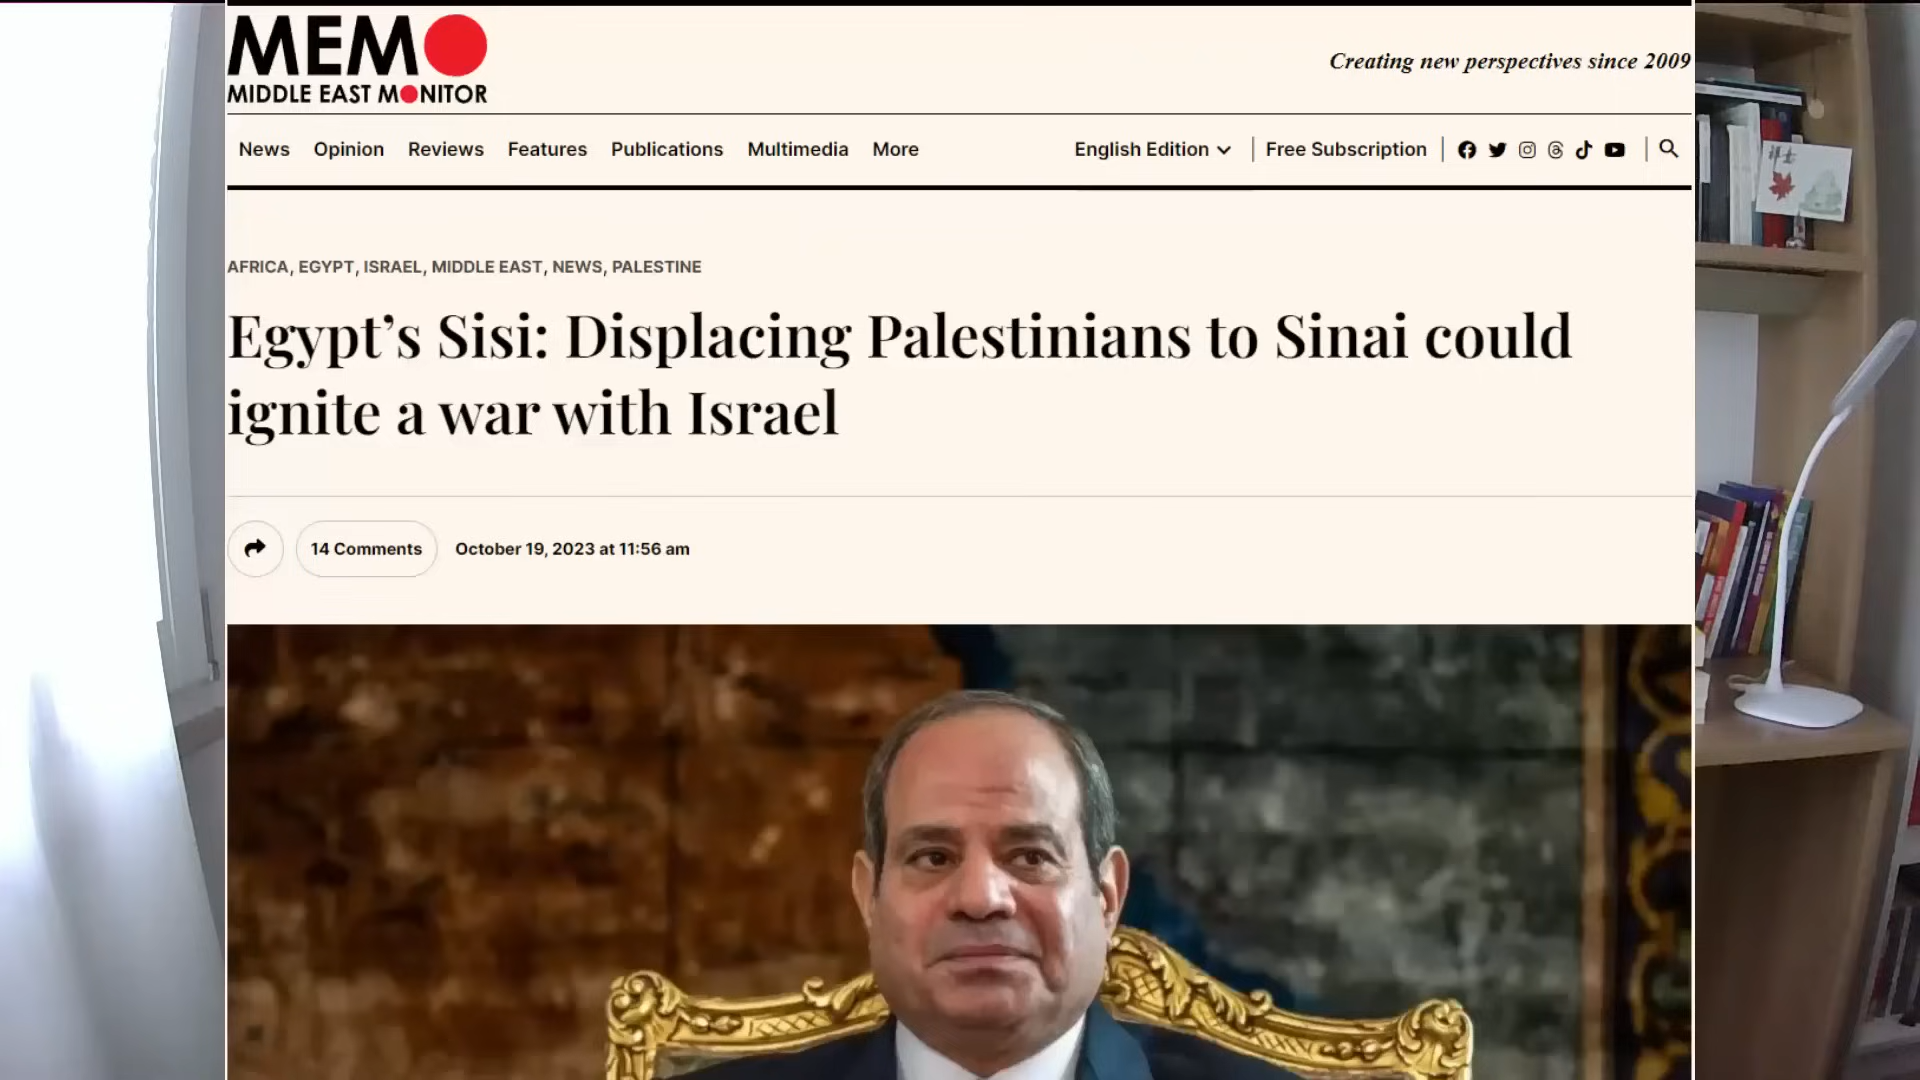 MEMO
MIDDLE EAST MONITOR
Creating new perspectives since 2009
News Opinion Reviews Features Publications Multimedia More English Edition Free Subscription
AFRICA, EGYPT, ISRAEL, MIDDLE EAST, NEWS, PALESTINE
Egypt’s Sisi: Displacing Palestinians to Sinai could
ignite a war with Israel
14 Comments October 19, 2023 at 11:56 am